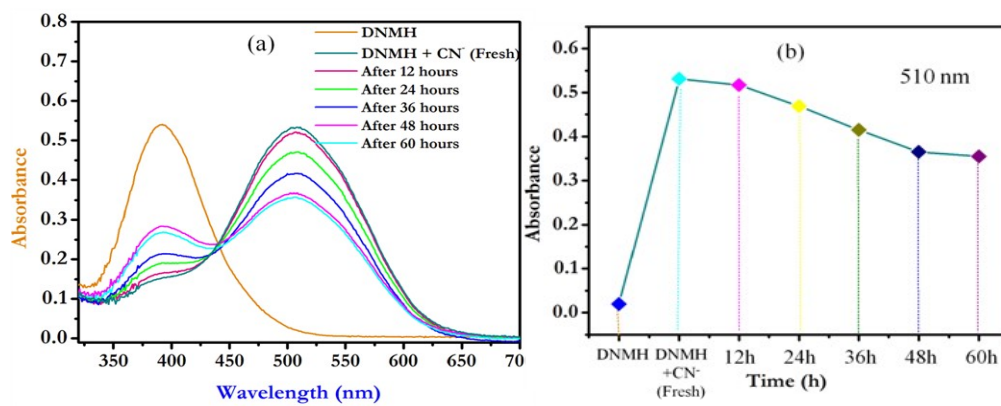 (a)
DNMH
DNMH + CN⁻ (Fresh)
After 12 hours
After 24 hours
After 36 hours
After 48 hours
After 60 hours
0.8
0.7
0.6
0.5
0.4
0.3
0.2
0.1
0.0
Absorbance
350 400 450 500 550 600 650 70
Wavelength (nm)
(b)
510 nm
0.6
0.5
0.4
0.3
0.5
0.1
0.0
Absorbance
DNMH DNMH +CN⁻ (Fresh) 12h 24h 36h 48h 60h
Time (h)